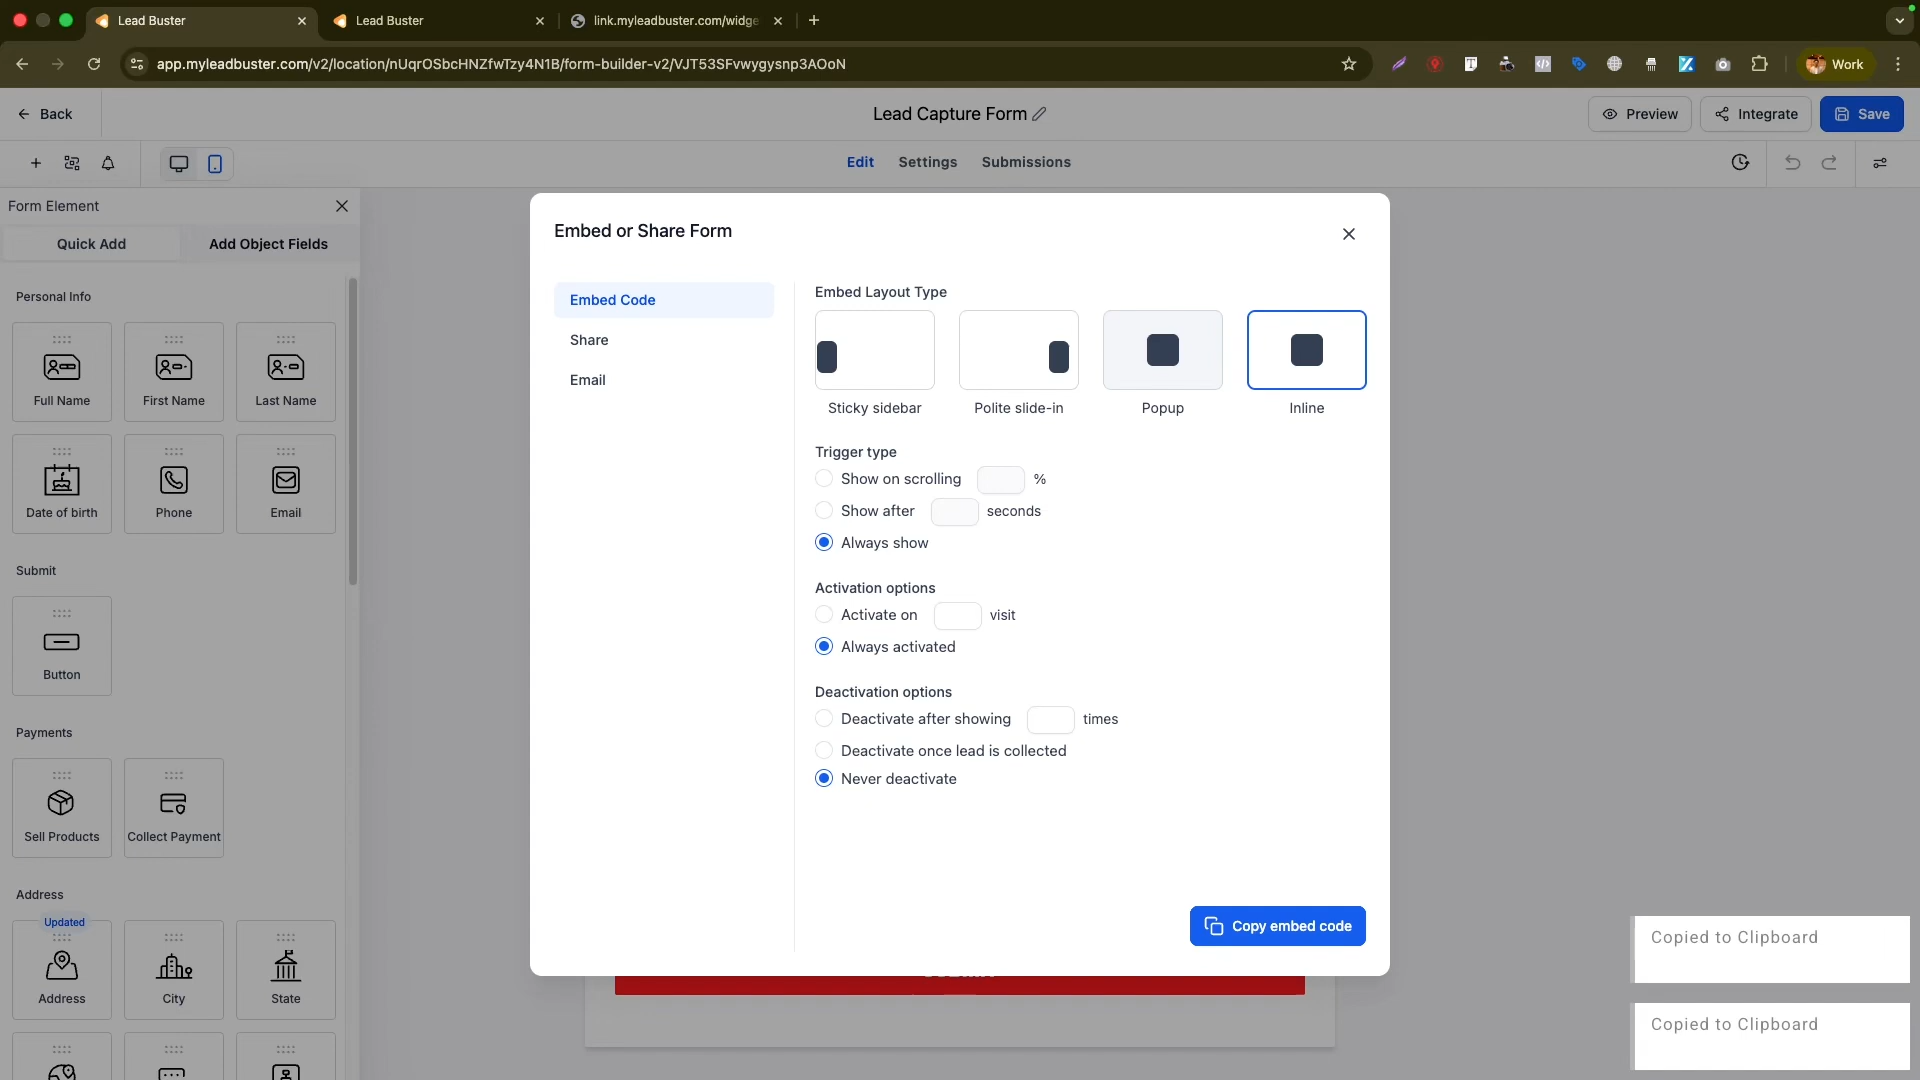 Lead Buster
Lead Buster
link.myleadbuster.com/widge
app.myleadbuster.com/v2/location/nUqrOSbcHNZfwTzy4N1B/form-builder-v2/VJT53SFvwygysnp3AOoN
Work
Back
Lead Capture Form
Preview
Integrate
Save
Edit
Settings
Submissions
Form Element
Quick Add
Add Object Fields
Personal Info
Full Name
First Name
Last Name
Date of birth
Phone
Email
Submit
Button
Payments
Sell Products
Collect Payment
Address
Updated
Address
City
State
Embed or Share Form
Embed Code
Share
Email
Embed Layout Type
Sticky sidebar
Polite slide-in
Popup
Inline
Trigger type
Show on scrolling %
Show after seconds
Always show
Activation options
Activate on visit
Always activated
Deactivation options
Deactivate after showing times
Deactivate once lead is collected
Never deactivate
Copy embed code
Copied to Clipboard
Copied to Clipboard